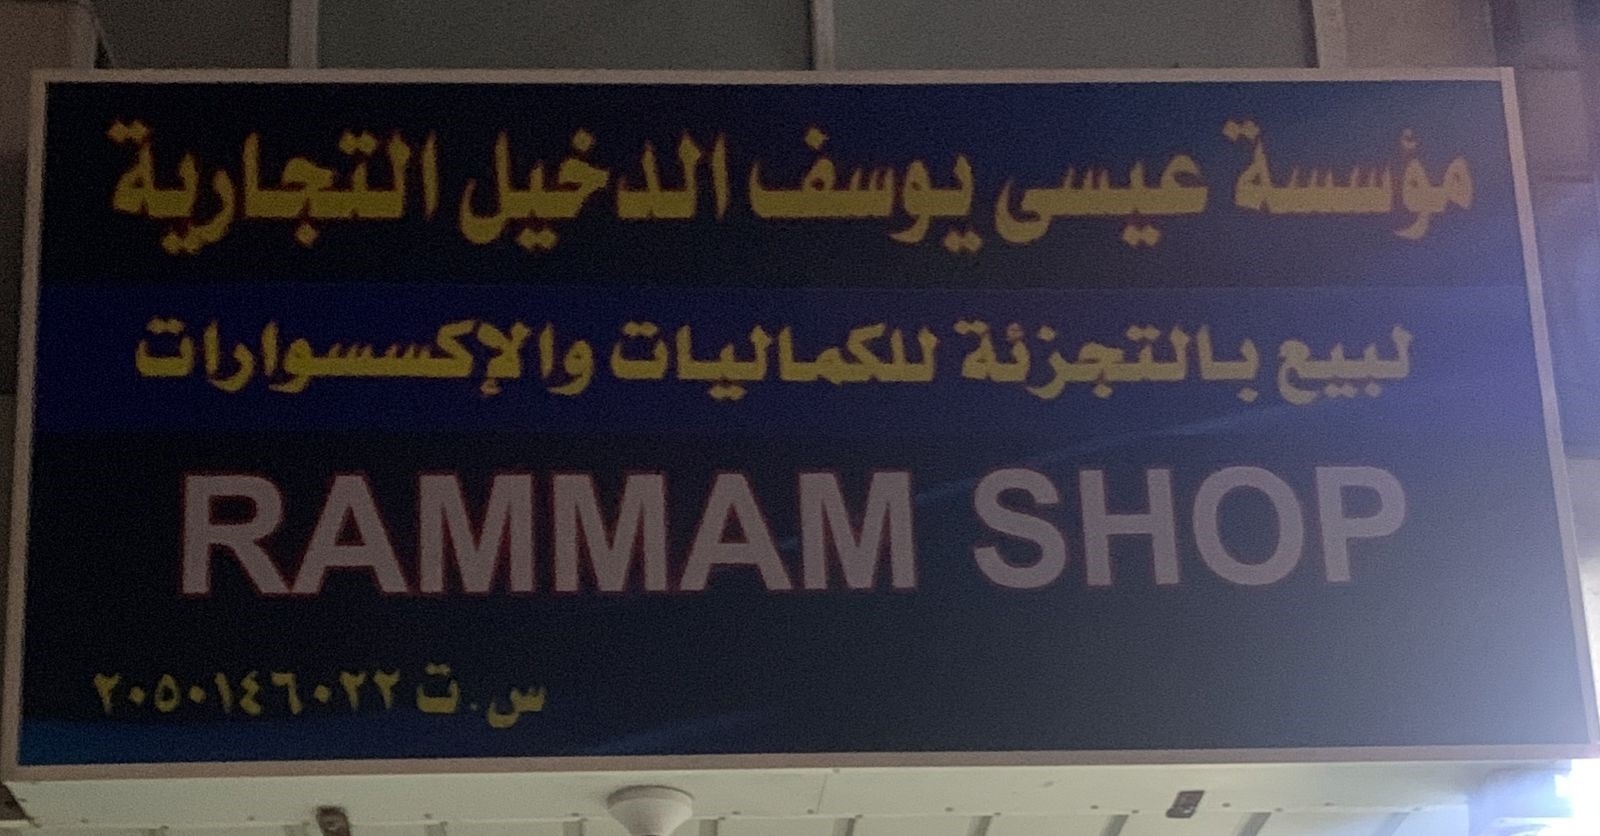 مؤسسة عيسى يوسف الدخيل التجارية
لبيع بالتجزئة للكماليات والإكسسوارات
RAMMAM SHOP
س.ت ٢٠٥٠١٤٦٠٢٢